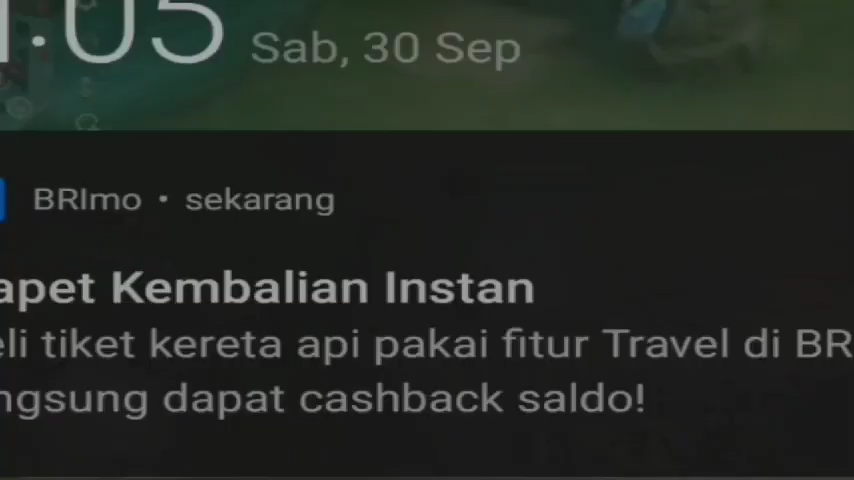 :05 Sab, 30 Sep
BRImo • sekarang
apet Kembalian Instan
eli tiket kereta api pakai fitur Travel di BR
ngsung dapat cashback saldo!